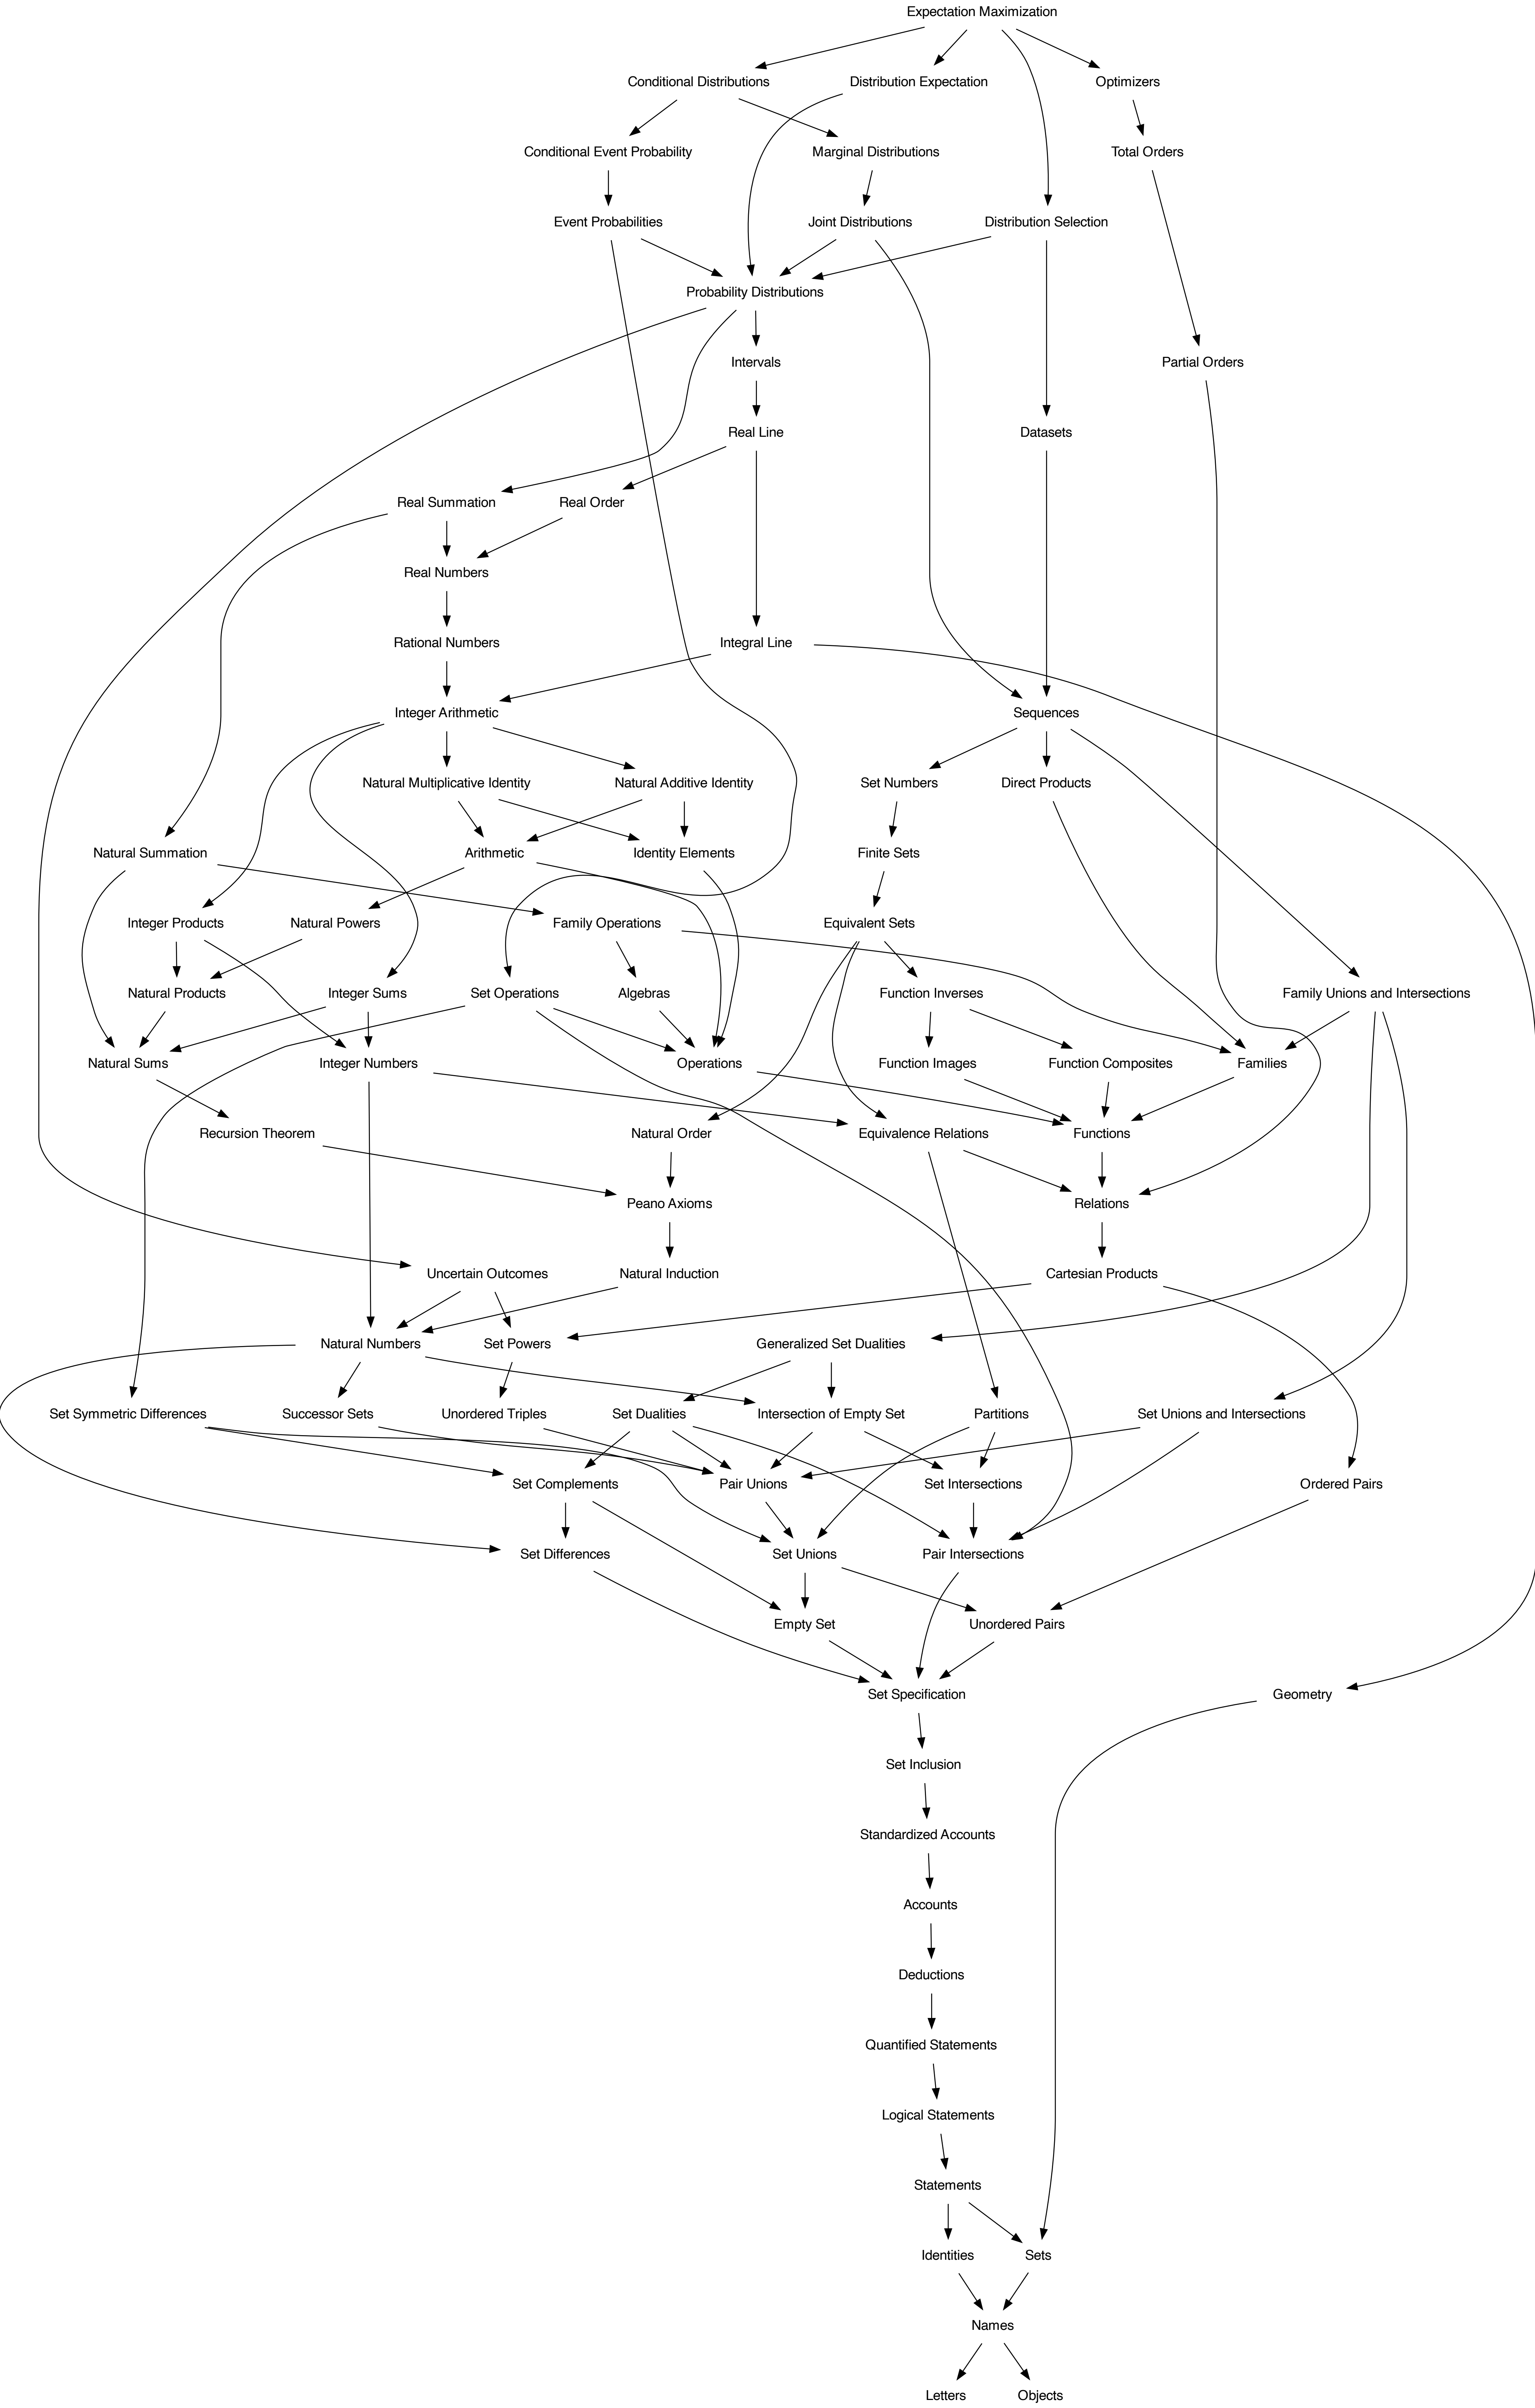 Expectation Maximization
Conditional Distributions
Distribution Expectation
Optimizers
Conditional Event Probability
Marginal Distributions
Total Orders
Event Probabilities
Joint Distributions
Distribution Selection
Probability Distributions
Intervals
Partial Orders
Real Line
Datasets
Real Summation
Real Order
Real Numbers
Rational Numbers
Integral Line
Integer Arithmetic
Sequences
Natural Multiplicative Identity
Natural Additive Identity
Set Numbers
Direct Products
Natural Summation
Arithmetic
Identity Elements
Finite Sets
Integer Products
Natural Powers
Family Operations
Equivalent Sets
Natural Products
Integer Sums
Set Operations
Algebras
Function Inverses
Family Unions and Intersections
Natural Sums
Integer Numbers
Operations
Function Images
Function Composites
Families
Recursion Theorem
Natural Order
Equivalence Relations
Functions
Peano Axioms
Relations
Uncertain Outcomes
Natural Induction
Cartesian Products
Natural Numbers
Set Powers
Generalized Set Dualities
Set Symmetric Differences
Successor Sets
Unordered Triples
Set Dualities
Intersection of Empty Set
Partitions
Set Unions and Intersections
Set Complements
Pair Unions
Set Intersections
Ordered Pairs
Set Differences
Set Unions
Pair Intersections
Empty Set
Unordered Pairs
Set Specification
Geometry
Set Inclusion
Standardized Accounts
Accounts
Deductions
Quantified Statements
Logical Statements
Statements
Identities
Sets
Names
Letters
Objects